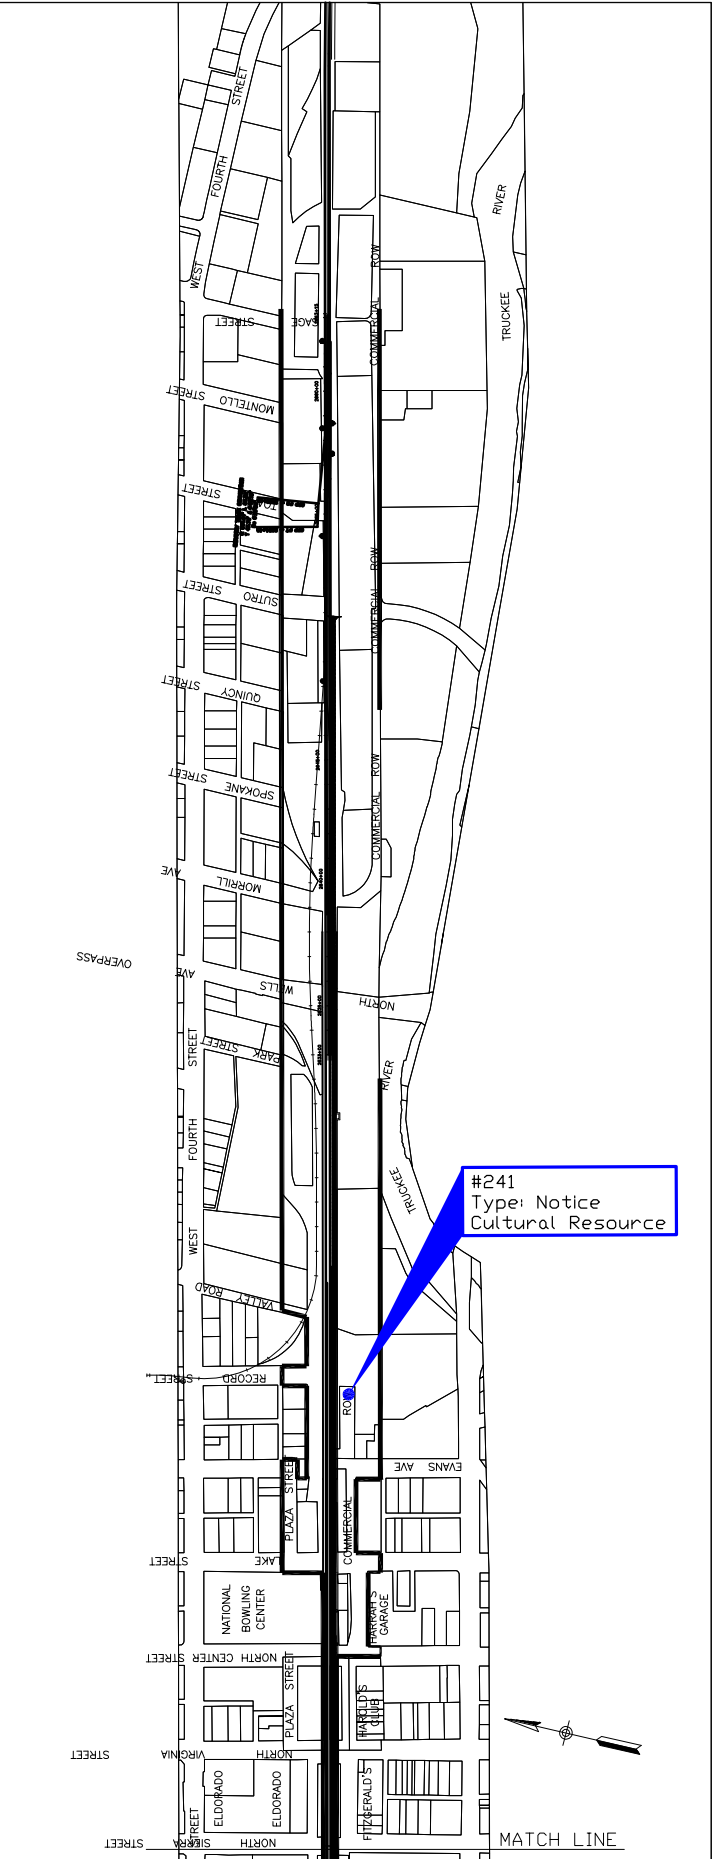 STREET
FOURTH
WEST
RIVER
TRUCKEE
COMMERCIAL ROW
STREET
MONTELLO STREET
STREET
SUTRO STREET
COMMERCIAL ROW
QUINCY STREET
SPOKANE STREET
COMMERCIAL ROW
MORRILL AVE
OVERPASS
WELLS AVE
NORTH
PARK STREET
STREET
FOURTH
WEST
RIVER
TRUCKEE
#241
Type: Notice
Cultural Resource
VALLEY ROAD
RECORD STREET
ROW
EVANS AVE
PLAZA STREET
COMMERCIAL
LAKE STREET
NATIONAL
BOWLING
CENTER
HARRAH'S
GARAGE
NORTH CENTER STREET
PLAZA STREET
HAROLD'S
CLUB
NORTH VIRGINIA STREET
ELDORADO
ELDORADO
FITZGERALD'S
STREET
NORTH SIERRA STREET
MATCH LINE